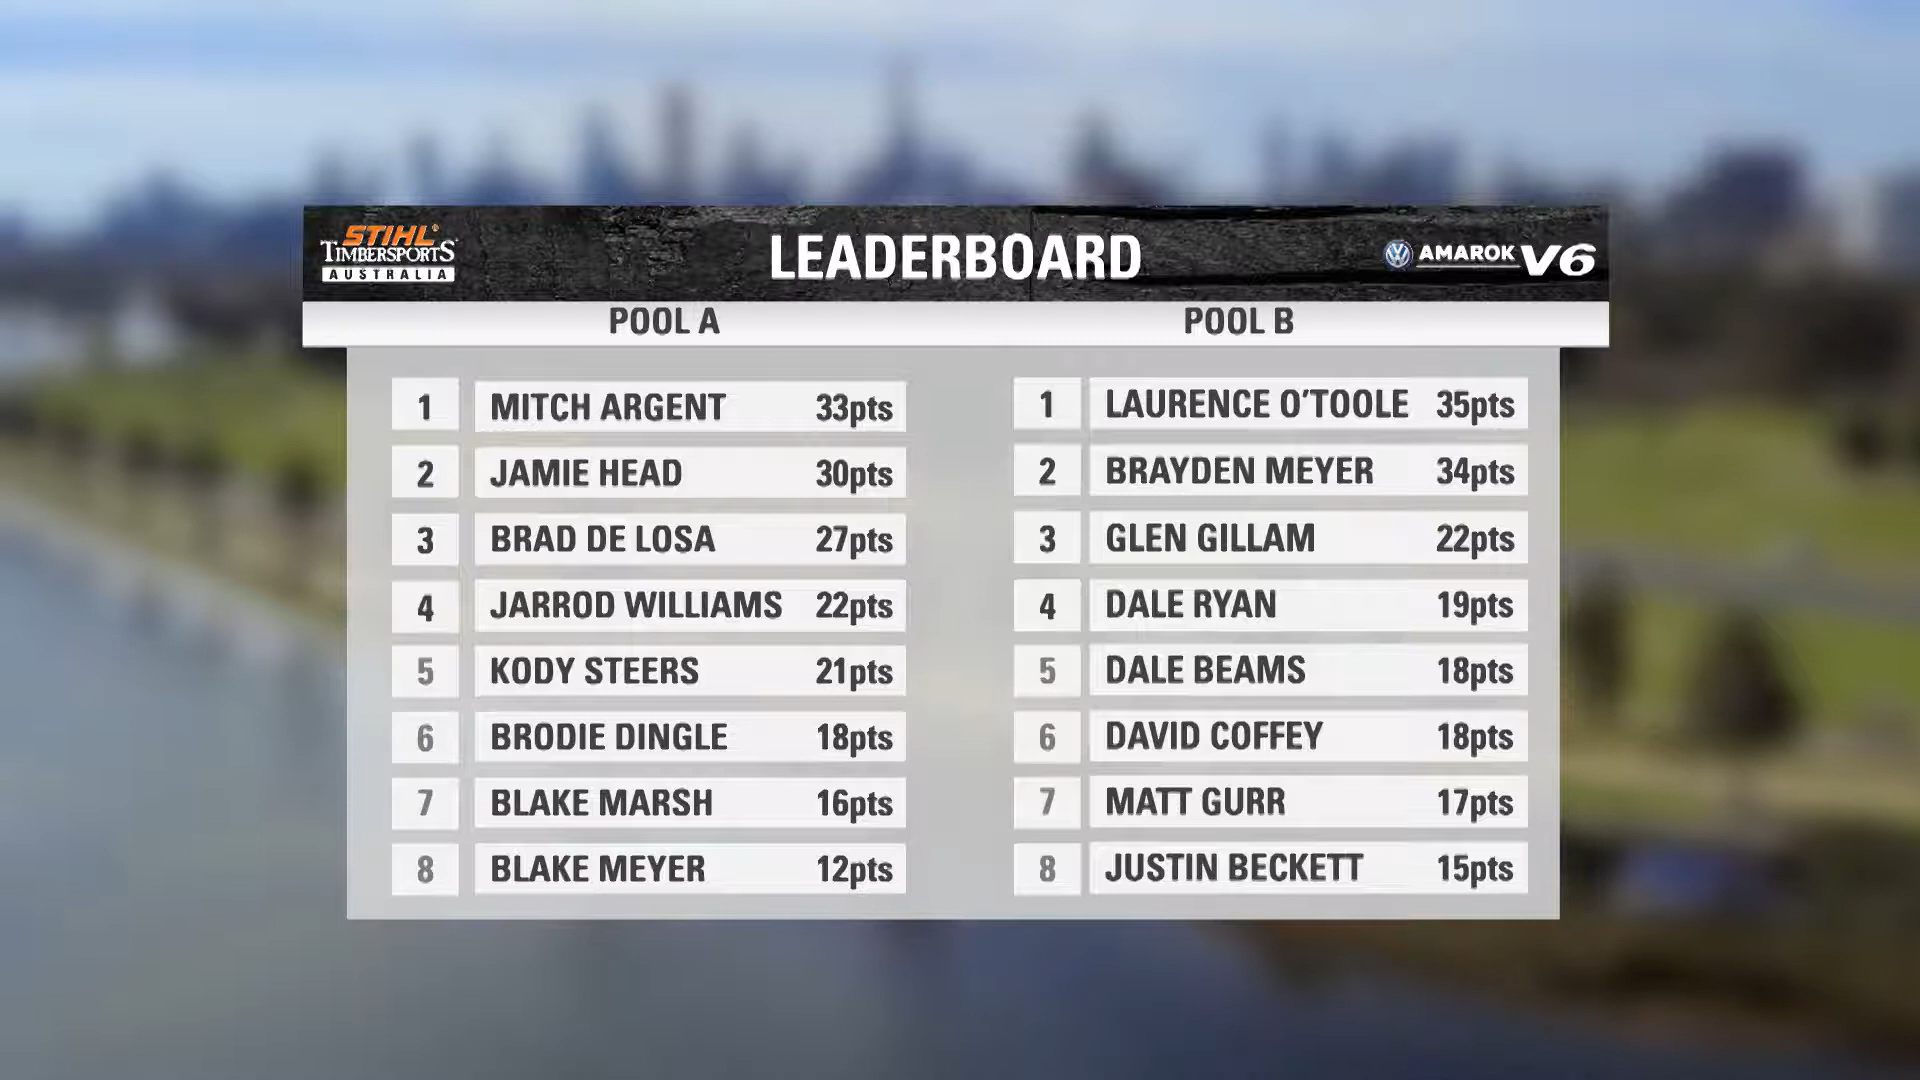 STIHL
TIMBERSPORTS
AUSTRALIA
LEADERBOARD
AMAROK V6
POOL A
POOL B
1 MITCH ARGENT 33pts
2 JAMIE HEAD 30pts
3 BRAD DE LOSA 27pts
4 JARROD WILLIAMS 22pts
5 KODY STEERS 21pts
6 BRODIE DINGLE 18pts
7 BLAKE MARSH 16pts
8 BLAKE MEYER 12pts
1 LAURENCE O'TOOLE 35pts
2 BRAYDEN MEYER 34pts
3 GLEN GILLAM 22pts
4 DALE RYAN 19pts
5 DALE BEAMS 18pts
6 DAVID COFFEY 18pts
7 MATT GURR 17pts
8 JUSTIN BECKETT 15pts